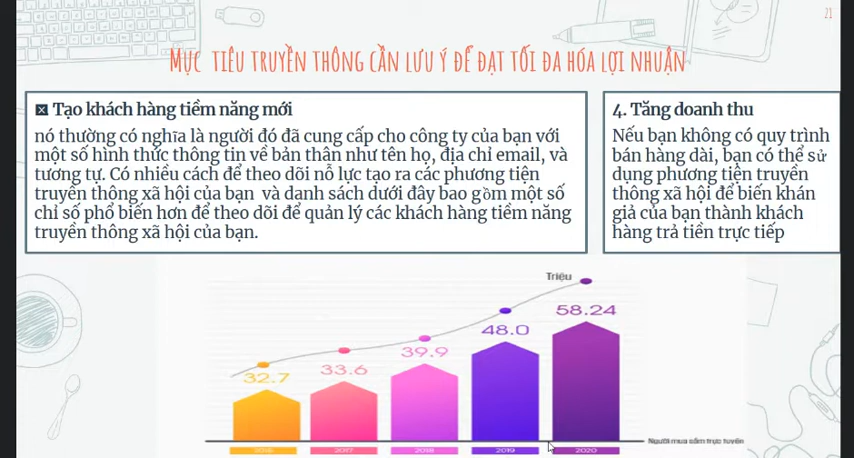 21
Mục tiêu truyền thông cần lưu ý để đạt tối đa hóa lợi nhuận
Tạo khách hàng tiềm năng mới
nó thường có nghĩa là người đó đã cung cấp cho công ty của bạn với
một số hình thức thông tin về bản thân như tên họ, địa chỉ email, và
tương tự. Có nhiều cách để theo dõi nỗ lực tạo ra các phương tiện
truyền thông xã hội của bạn và danh sách dưới đây bao gồm một số
chỉ số phổ biến hơn để theo dõi để quản lý các khách hàng tiềm năng
truyền thông xã hội của bạn.
4. Tăng doanh thu
Nếu bạn không có quy trình
bán hàng dài, bạn có thể sử
dụng phương tiện truyền
thông xã hội để biến khán
giả của bạn thành khách
hàng trả tiền trực tiếp
Triệu
58.24
48.0
39.9
33.6
32.7
Người mua sắm trực tuyến
2016
2017
2018
2019
2020